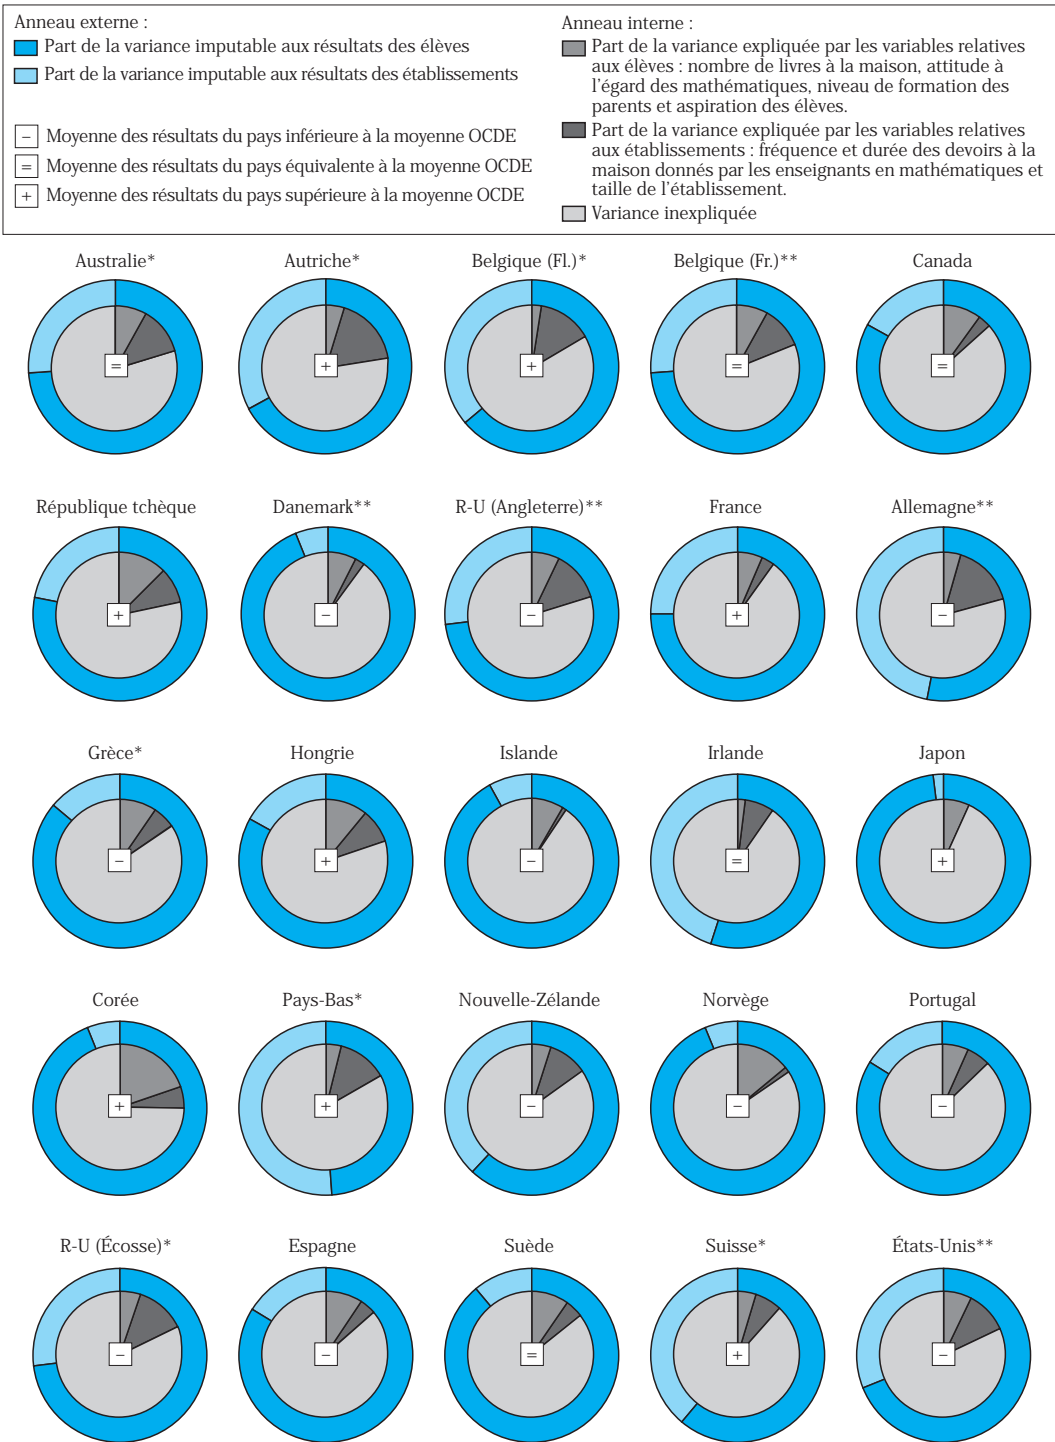 Anneau externe :
Part de la variance imputable aux résultats des élèves
Part de la variance imputable aux résultats des établissements
– Moyenne des résultats du pays inférieure à la moyenne OCDE
= Moyenne des résultats du pays équivalente à la moyenne OCDE
+ Moyenne des résultats du pays supérieure à la moyenne OCDE
Anneau interne :
Part de la variance expliquée par les variables relatives
aux élèves : nombre de livres à la maison, attitude à
l'égard des mathématiques, niveau de formation des
parents et aspiration des élèves.
Part de la variance expliquée par les variables relatives
aux établissements : fréquence et durée des devoirs à la
maison donnés par les enseignants en mathématiques et
taille de l'établissement.
Variance inexpliquée
Australie* Autriche* Belgique (Fl.)* Belgique (Fr.)** Canada
= + + = =
République tchèque Danemark** R-U (Angleterre)** France Allemagne**
+ – – + –
Grèce* Hongrie Islande Irlande Japon
– + – = +
Corée Pays-Bas* Nouvelle-Zélande Norvège Portugal
+ + – – –
R-U (Écosse)* Espagne Suède Suisse* États-Unis**
– – = + –